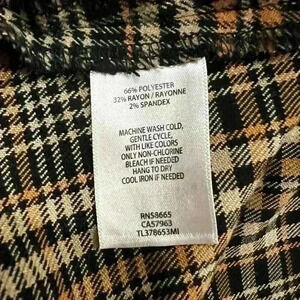 66% POLYESTER
32% RAYON / RAYONNE
2% SPANDEX
MACHINE WASH COLD,
GENTLE CYCLE,
WITH LIKE COLORS
ONLY NON-CHLORINE
BLEACH IF NEEDED
HANG TO DRY
COOL IRON IF NEEDED
RN58665
CA57963
TL378653MI